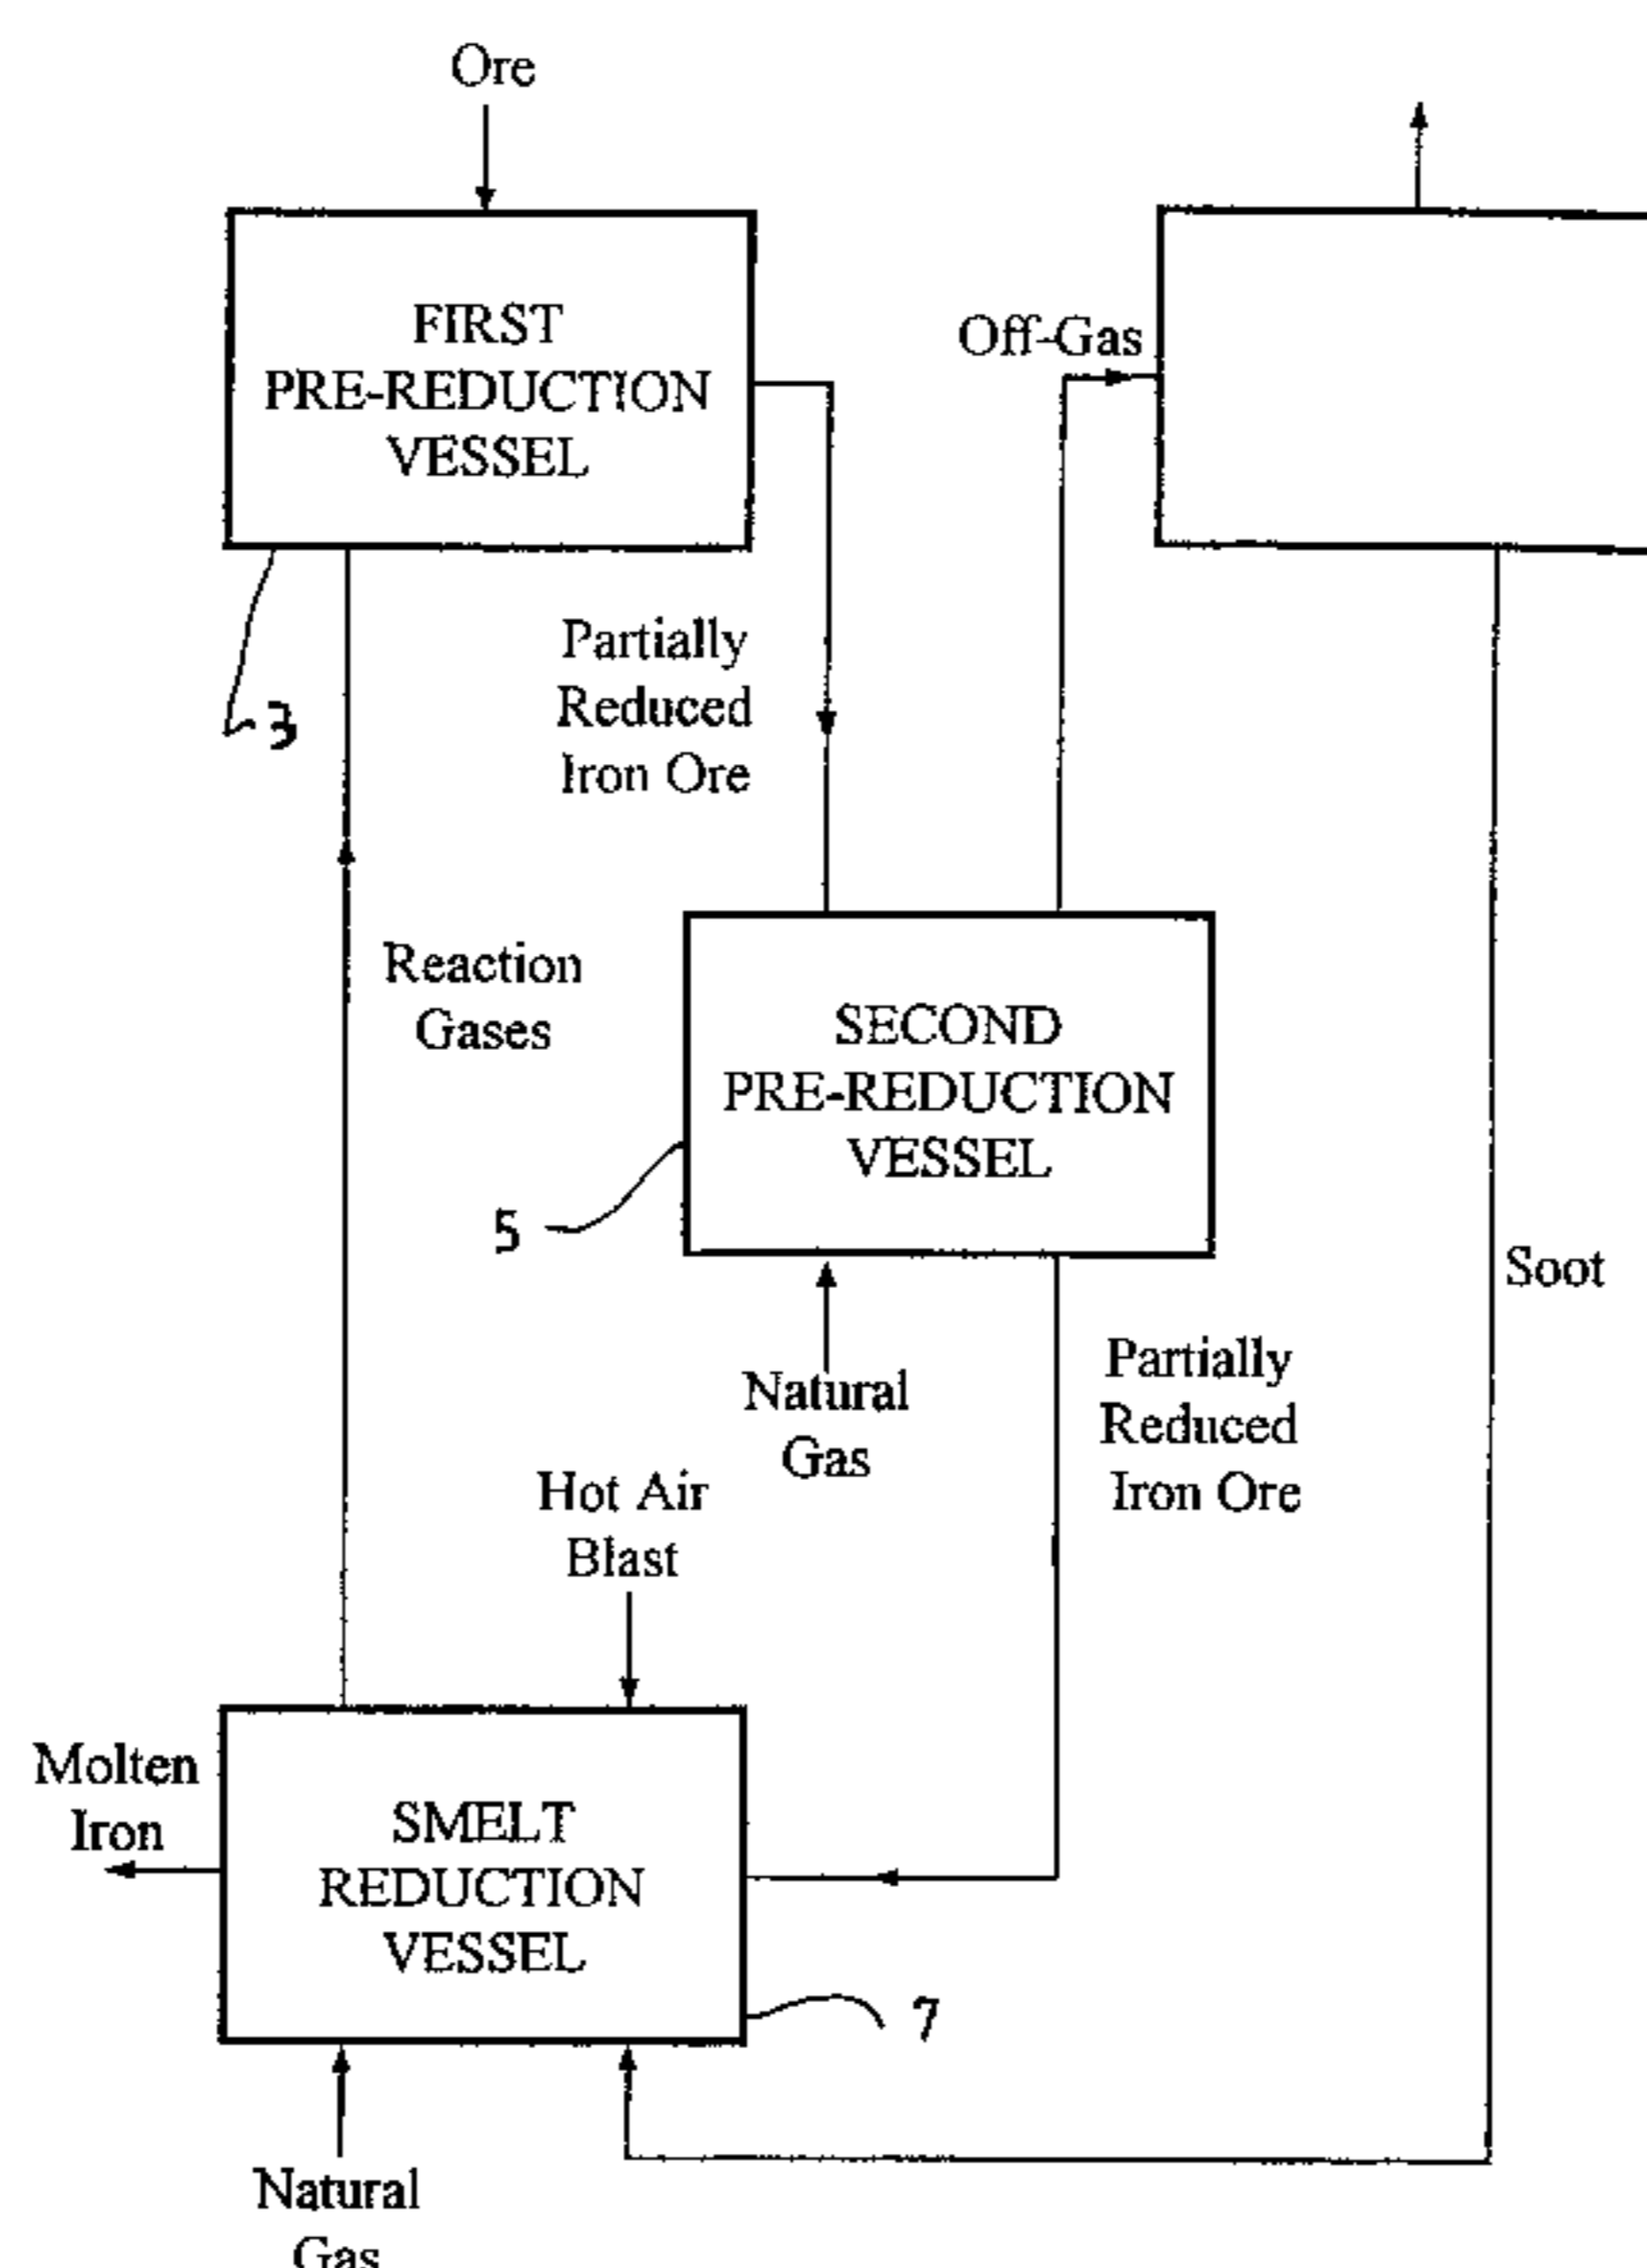 Ore
FIRST
PRE-REDUCTION
VESSEL
Off-Gas
3
Partially
Reduced
Iron Ore
Reaction
Gases
SECOND
PRE-REDUCTION
VESSEL
5
Soot
Natural
Gas
Partially
Reduced
Iron Ore
Hot Air
Blast
Molten
Iron
SMELT
REDUCTION
VESSEL
7
Natural
Gas